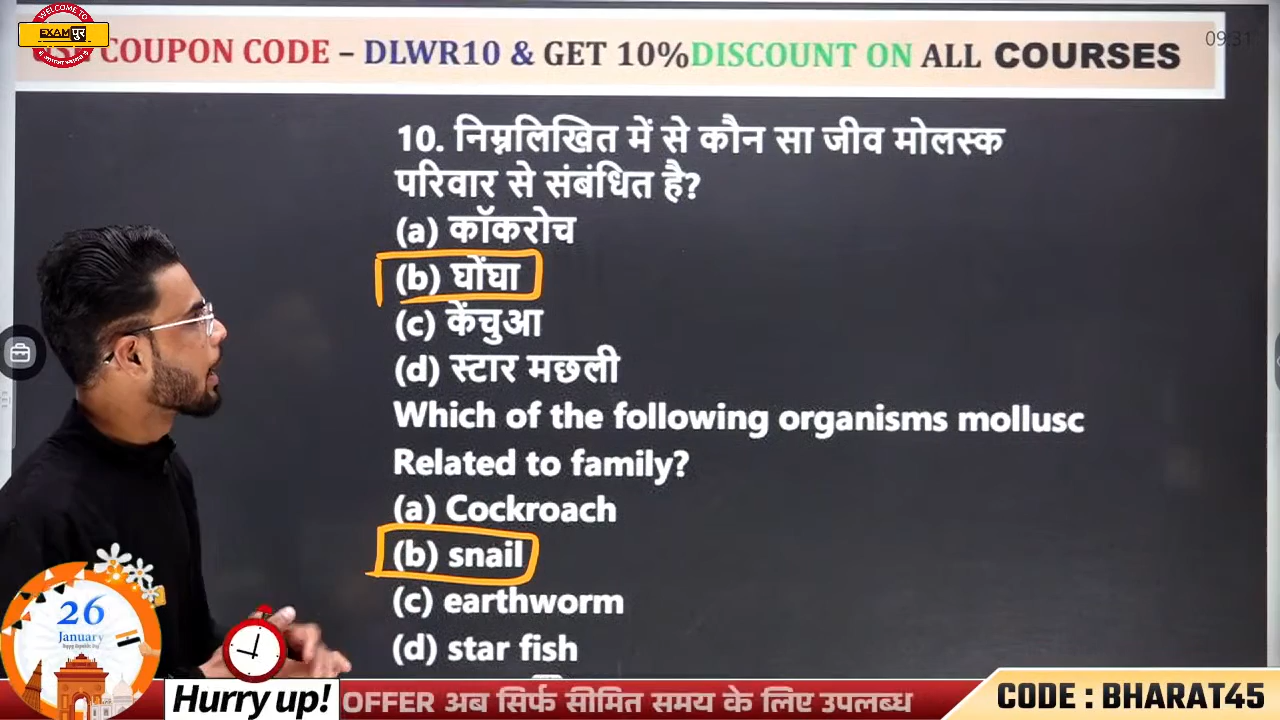 WELCOME TO
EXAMपुर
COUPON CODE – DLWR10 & GET 10% DISCOUNT ON ALL COURSES
10. निम्नलिखित में से कौन सा जीव मोलस्क
परिवार से संबंधित है?
(a) कॉकरोच
(b) घोंघा
(c) केंचुआ
(d) स्टार मछली
Which of the following organisms mollusc
Related to family?
(a) Cockroach
(b) snail
(c) earthworm
(d) star fish
26
January
Hurry up!
OFFER अब सिर्फ सीमित समय के लिए उपलब्ध
CODE : BHARAT45